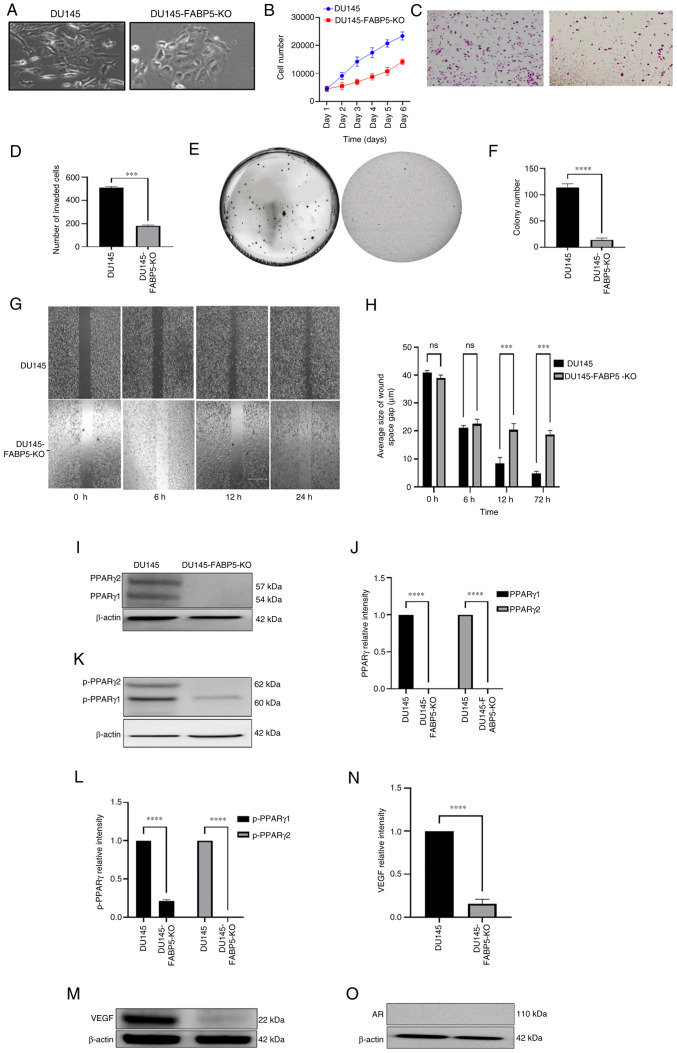 A
DU145
DU145-FABP5-KO
B
DU145
DU145-FABP5-KO
Cell number
30000
20000
10000
0
Day 1
Day 2
Day 3
Day 4
Day 5
Day 6
Time (days)
C
D
Number of invaded cells
600
400
200
0
***
DU145
DU145-
FABP5-KO
E
F
Colony number
150
100
50
0
****
DU145
DU145-
FABP5-KO
G
DU145
DU145-
FABP5-KO
0 h
6 h
12 h
24 h
H
Average size of wound
space gap (µm)
50
40
30
20
10
0
ns
ns
***
***
DU145
DU145-FABP5 -KO
0 h
6 h
12 h
72 h
Time
I
DU145
DU145-FABP5-KO
PPARγ2
57 kDa
PPARγ1
54 kDa
β-actin
42 kDa
J
PPARγ relative intensity
1.5
1.0
0.5
0.0
****
****
PPARγ1
PPARγ2
DU145
DU145-
FABP5-KO
DU145
DU145-F
ABP5-KO
K
p-PPARγ2
62 kDa
p-PPARγ1
60 kDa
β-actin
42 kDa
L
p-PPARγ relative intensity
1.5
1.0
0.5
0.0
****
****
p-PPARγ1
p-PPARγ2
DU145
DU145-
FABP5-KO
DU145
DU145-
FABP5-KO
N
VEGF relative intensity
1.5
1.0
0.5
0.0
****
DU145
DU145-
FABP5-KO
M
VEGF
22 kDa
β-actin
42 kDa
O
AR
110 kDa
β-actin
42 kDa